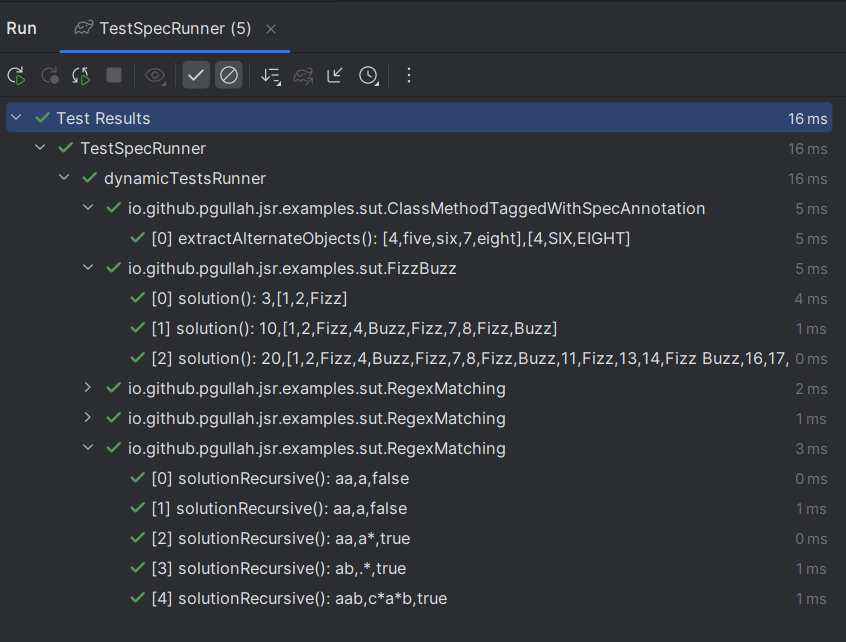 Run TestSpecRunner (5)
Test Results 16 ms
TestSpecRunner 16 ms
dynamicTestsRunner 16 ms
io.github.pgullah.jsr.examples.sut.ClassMethodTaggedWithSpecAnnotation 5 ms
[0] extractAlternateObjects(): [4,five,six,7,eight],[4,SIX,EIGHT] 5 ms
io.github.pgullah.jsr.examples.sut.FizzBuzz 5 ms
[0] solution(): 3,[1,2,Fizz] 4 ms
[1] solution(): 10,[1,2,Fizz,4,Buzz,Fizz,7,8,Fizz,Buzz] 1 ms
[2] solution(): 20,[1,2,Fizz,4,Buzz,Fizz,7,8,Fizz,Buzz,11,Fizz,13,14,Fizz Buzz,16,17, 0 ms
io.github.pgullah.jsr.examples.sut.RegexMatching 2 ms
io.github.pgullah.jsr.examples.sut.RegexMatching 1 ms
io.github.pgullah.jsr.examples.sut.RegexMatching 3 ms
[0] solutionRecursive(): aa,a,false 0 ms
[1] solutionRecursive(): aa,a,false 1 ms
[2] solutionRecursive(): aa,a*,true 0 ms
[3] solutionRecursive(): ab,.*,true 1 ms
[4] solutionRecursive(): aab,c*a*b,true 1 ms